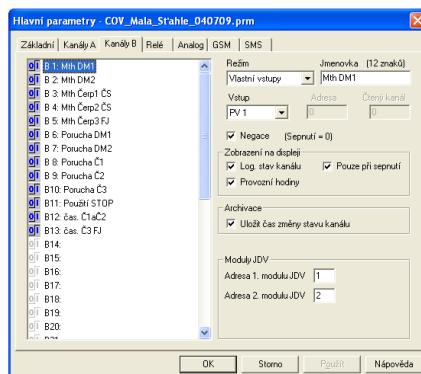 Hlavní parametry - COV_Mala_Stahle_040709.prm
Základní Kanály A Kanály B Relé Analog GSM SMS
B 1: Mth DM1
B 2: Mth DM2
B 3: Mth Čerp1 ČS
B 4: Mth Čerp2 ČS
B 5: Mth Čerp3 FJ
B 6: Porucha DM1
B 7: Porucha DM2
B 8: Porucha Č1
B 9: Porucha Č2
B10: Porucha Č3
B11: Použití STOP
B12: čas. Č1aČ2
B13: čas. Č3 FJ
B14:
B15:
B16:
B17:
B18:
B19:
B20:
Režim
Jmenovka (12 znaků)
Vlastní vstupy
Mth DM1
Vstup
Adresa
Čtený kanál
PV 1
0
0
Negace (Sepnutí = 0)
Zobrazení na displeji
Log. stav kanálu
Pouze při sepnutí
Provozní hodiny
Archivace
Uložit čas změny stavu kanálu
Moduly JDV
Adresa 1. modulu JDV 1
Adresa 2. modulu JDV 2
OK Storno Použít Nápověda